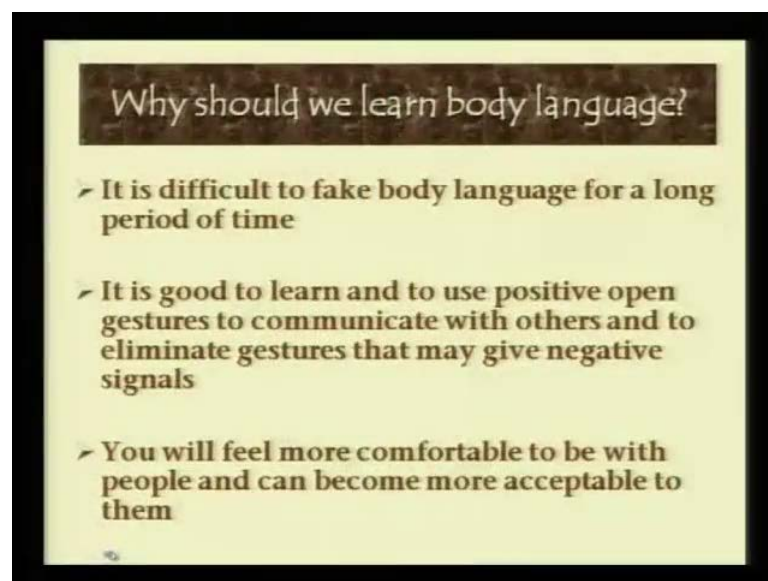 Why should we learn body language?
➢ It is difficult to fake body language for a long
period of time
➢ It is good to learn and to use positive open
gestures to communicate with others and to
eliminate gestures that may give negative
signals
➢ You will feel more comfortable to be with
people and can become more acceptable to
them